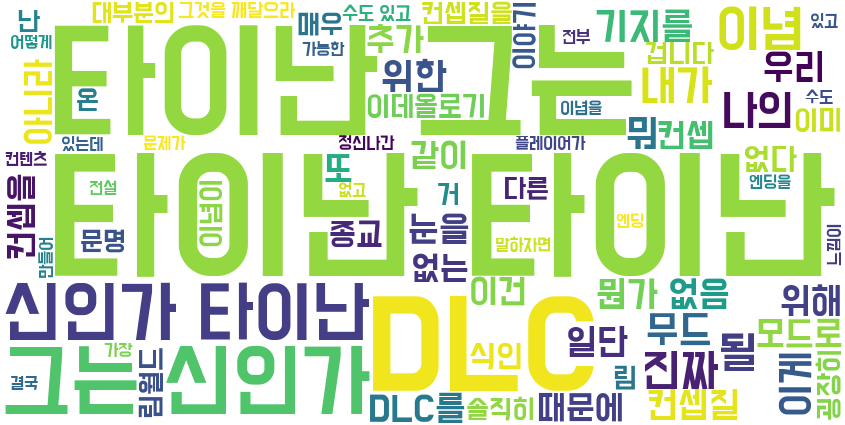 난 대부분의 그것을 깨달으라 매우 수도 있고 컨셉질을 이야기 기지를 전부 이념 있고
어떻게 타이난 그는 가능한 추가 겁니다 우리
아니라 온 위한 이데올로기 이념을 내가 나의 수도 이미
있는데 문제가 정신나간 플레이어가 뭐 컨셉
컨텐츠 타이난 타이난 또 같이 없다
컨셉을 전설 이념이 없고 거 다른 엔딩을
만들어 문명 종교 눈을 말하자면 엔딩 느낌이
없는 이건 뭔가 없음 위해
신인가 타이난 DLC 일단 무드 될 모드로
그는 신인가 가장 식인 진짜 이게 굉장히
결국 림월드 DLC를 솔직히 때문에 림 컨셉질